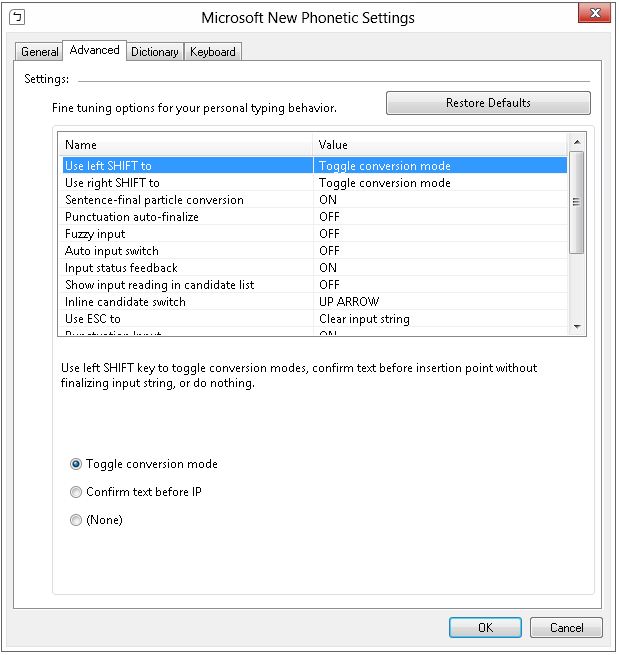 ㄅ
Microsoft New Phonetic Settings
General Advanced Dictionary Keyboard
Settings:
Fine tuning options for your personal typing behavior.
Restore Defaults
Name Value
Use left SHIFT to Toggle conversion mode
Use right SHIFT to Toggle conversion mode
Sentence-final particle conversion ON
Punctuation auto-finalize OFF
Fuzzy input OFF
Auto input switch OFF
Input status feedback ON
Show input reading in candidate list OFF
Inline candidate switch UP ARROW
Use ESC to Clear input string
Punctuation Input ON
Use left SHIFT key to toggle conversion modes, confirm text before insertion point without
finalizing input string, or do nothing.
Toggle conversion mode
Confirm text before IP
(None)
OK Cancel